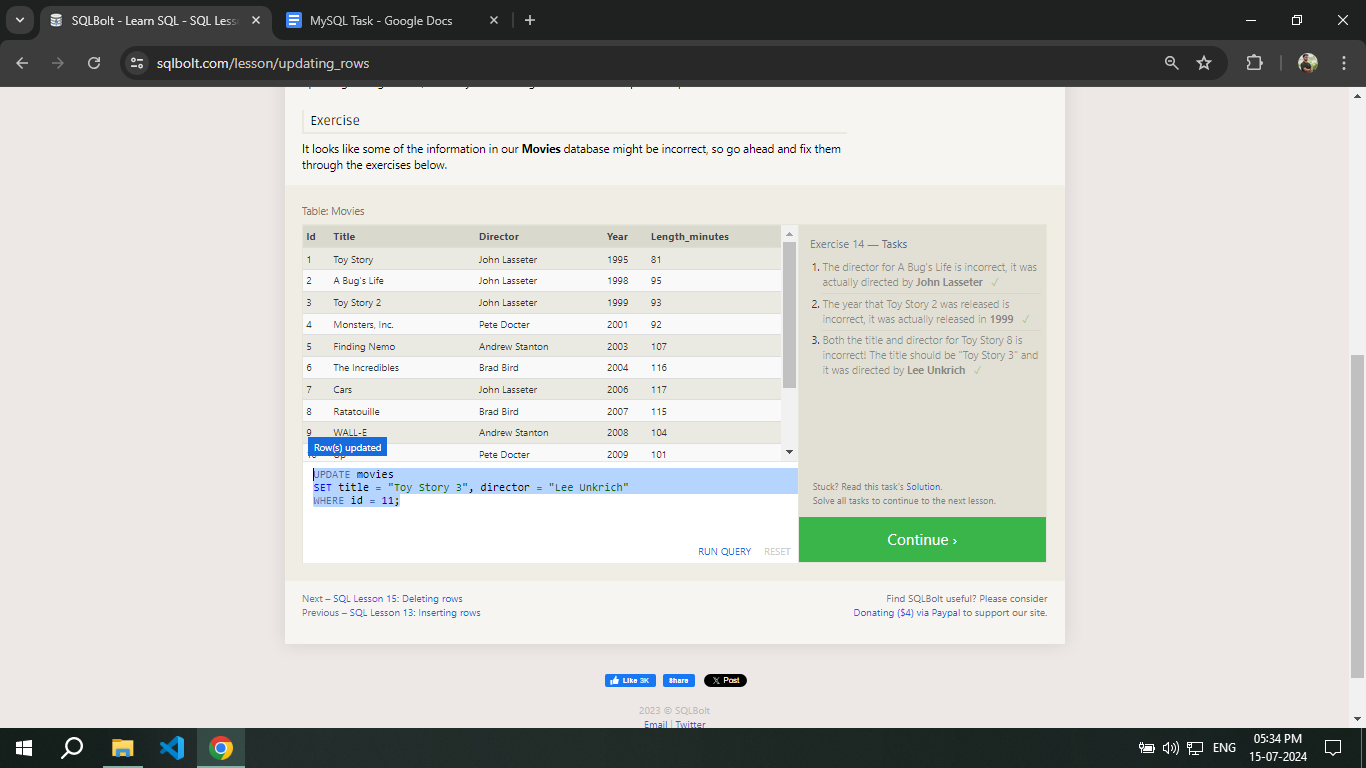 SQLBolt - Learn SQL - SQL Less
MySQL Task - Google Docs
sqlbolt.com/lesson/updating_rows
Exercise
It looks like some of the information in our Movies database might be incorrect, so go ahead and fix them
through the exercises below.
Table: Movies
Id Title Director Year Length_minutes
1 Toy Story John Lasseter 1995 81
2 A Bug's Life John Lasseter 1998 95
3 Toy Story 2 John Lasseter 1999 93
4 Monsters, Inc. Pete Docter 2001 92
5 Finding Nemo Andrew Stanton 2003 107
6 The Incredibles Brad Bird 2004 116
7 Cars John Lasseter 2006 117
8 Ratatouille Brad Bird 2007 115
9 WALL-E Andrew Stanton 2008 104
Row(s) updated
Pete Docter 2009 101
UPDATE movies
SET title = "Toy Story 3", director = "Lee Unkrich"
WHERE id = 11;
RUN QUERY RESET
Exercise 14 — Tasks
1. The director for A Bug's Life is incorrect, it was
actually directed by John Lasseter ✓
2. The year that Toy Story 2 was released is
incorrect, it was actually released in 1999 ✓
3. Both the title and director for Toy Story 8 is
incorrect! The title should be "Toy Story 3" and
it was directed by Lee Unkrich ✓
Stuck? Read this task's Solution.
Solve all tasks to continue to the next lesson.
Continue ›
Next – SQL Lesson 15: Deleting rows
Previous – SQL Lesson 13: Inserting rows
Find SQLBolt useful? Please consider
Donating ($4) via Paypal to support our site.
Like 3K
Share
X Post
2023 © SQLBolt
Email | Twitter
ENG
05:34 PM
15-07-2024